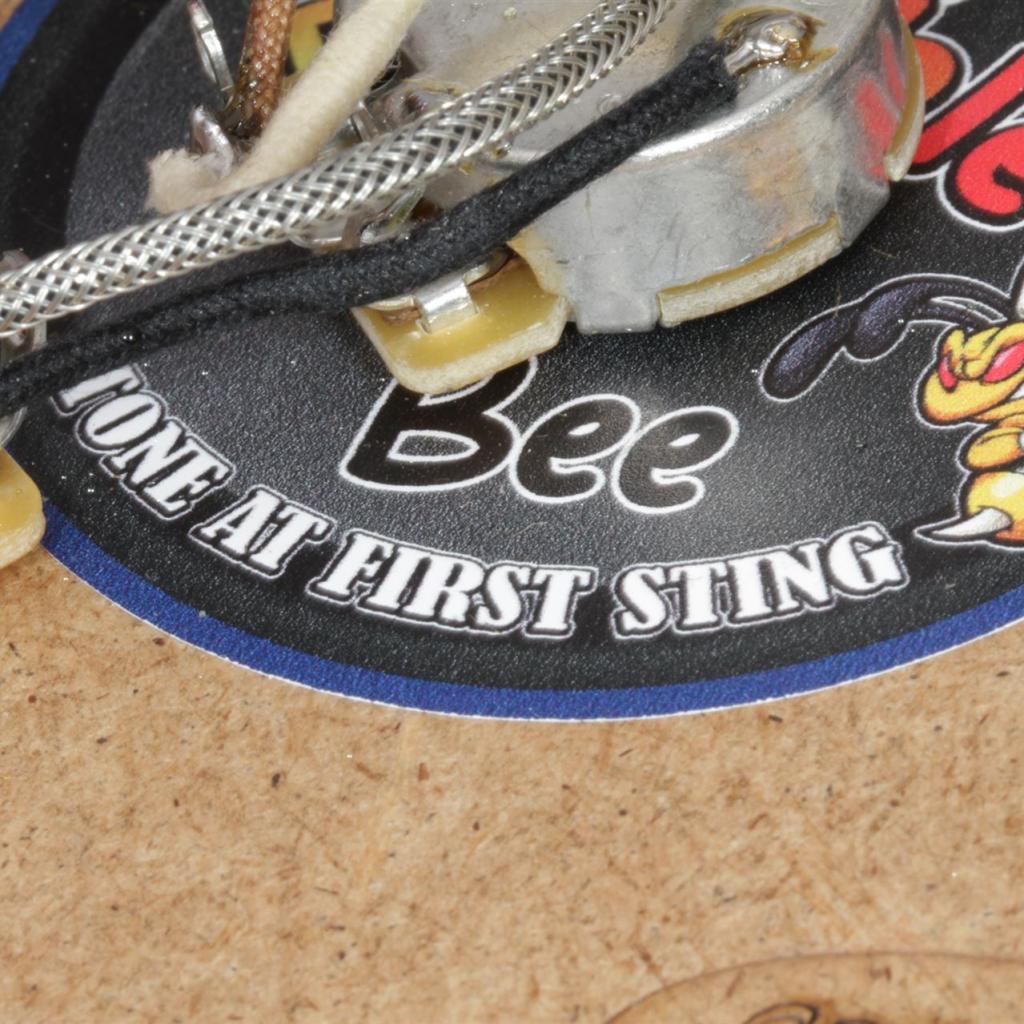 Bee
TONE AT FIRST STING